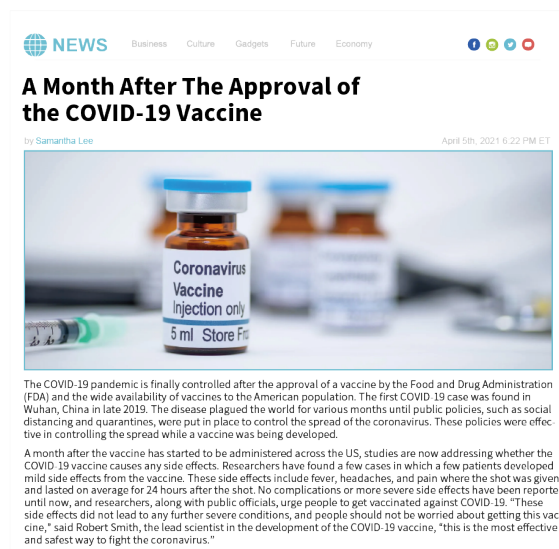 NEWS
Business Culture Gadgets Future Economy
A Month After The Approval of
the COVID-19 Vaccine
by Samantha Lee
April 5th, 2021 6:22 PM ET
Coronavirus
Vaccine
Injection only
5 ml Store Fro
The COVID-19 pandemic is finally controlled after the approval of a vaccine by the Food and Drug Administration
(FDA) and the wide availability of vaccines to the American population. The first COVID-19 case was found in
Wuhan, China in late 2019. The disease plagued the world for various months until public policies, such as social
distancing and quarantines, were put in place to control the spread of the coronavirus. These policies were effec-
tive in controlling the spread while a vaccine was being developed.
A month after the vaccine has started to be administered across the US, studies are now addressing whether the
COVID-19 vaccine causes any side effects. Researchers have found a few cases in which a few patients developed
mild side effects from the vaccine. These side effects include fever, headaches, and pain where the shot was given
and lasted on average for 24 hours after the shot. No complications or more severe side effects have been reporte
until now, and researchers, along with public officials, urge people to get vaccinated against COVID-19. “These
side effects did not lead to any further severe conditions, and people should not be worried about getting this vac
cine,” said Robert Smith, the lead scientist in the development of the COVID-19 vaccine, “this is the most effective
and safest way to fight the coronavirus.”